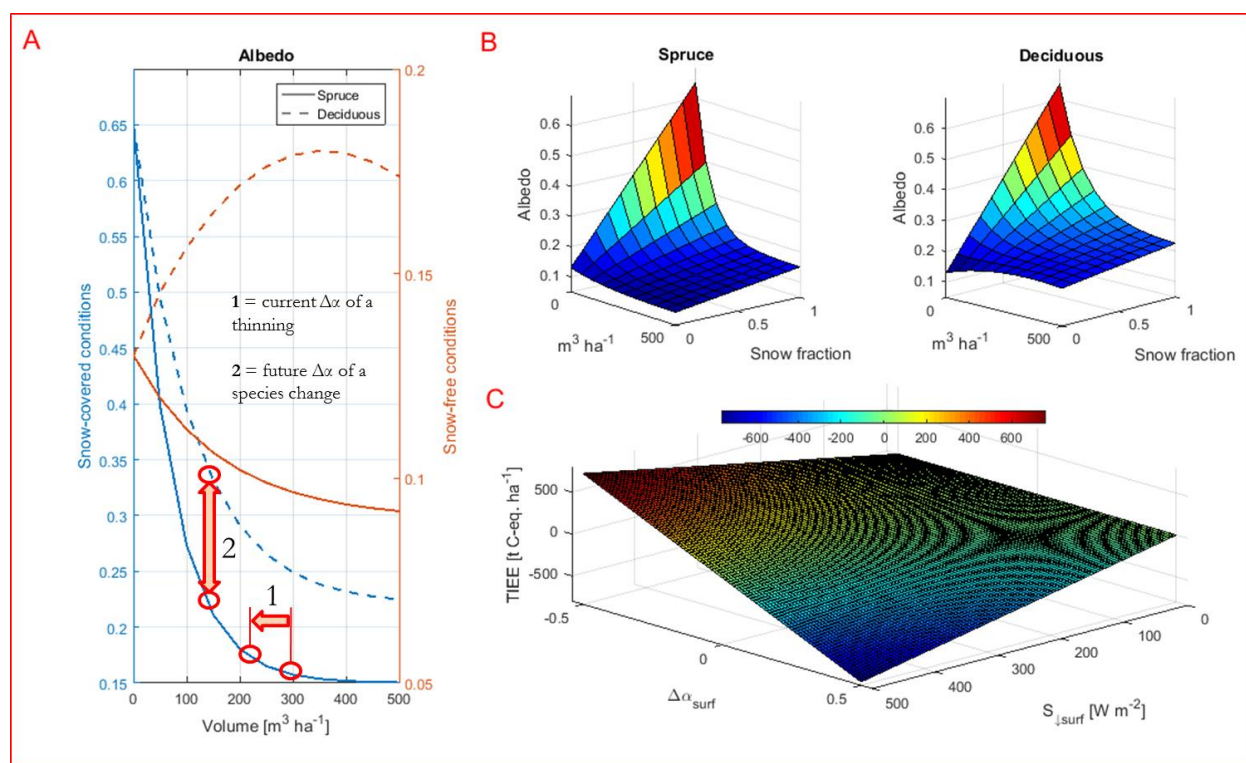 A
Albedo
Spruce
Deciduous
0.65
0.6
0.55
0.5
0.45
0.4
0.35
0.3
0.25
0.2
0.15
Snow-covered conditions
0.2
0.15
0.1
0.05
Snow-free conditions
1 = current Δα of a
thinning
2 = future Δα of a
species change
2
1
0 100 200 300 400 500
Volume [m³ ha⁻¹]
B
Spruce
Albedo
0.6
0.5
0.4
0.3
0.2
0.1
0
500
m³ ha⁻¹
0
0.5
1
Snow fraction
Deciduous
Albedo
0.6
0.5
0.4
0.3
0.2
0.1
0
500
m³ ha⁻¹
0
0.5
1
Snow fraction
C
-600 -400 -200 0 200 400 600
TIEE [t C-eq. ha⁻¹]
500
0
-500
-0.5
0
0.5
Δα surf
500
400
300
200
100
0
S↓surf [W m⁻²]